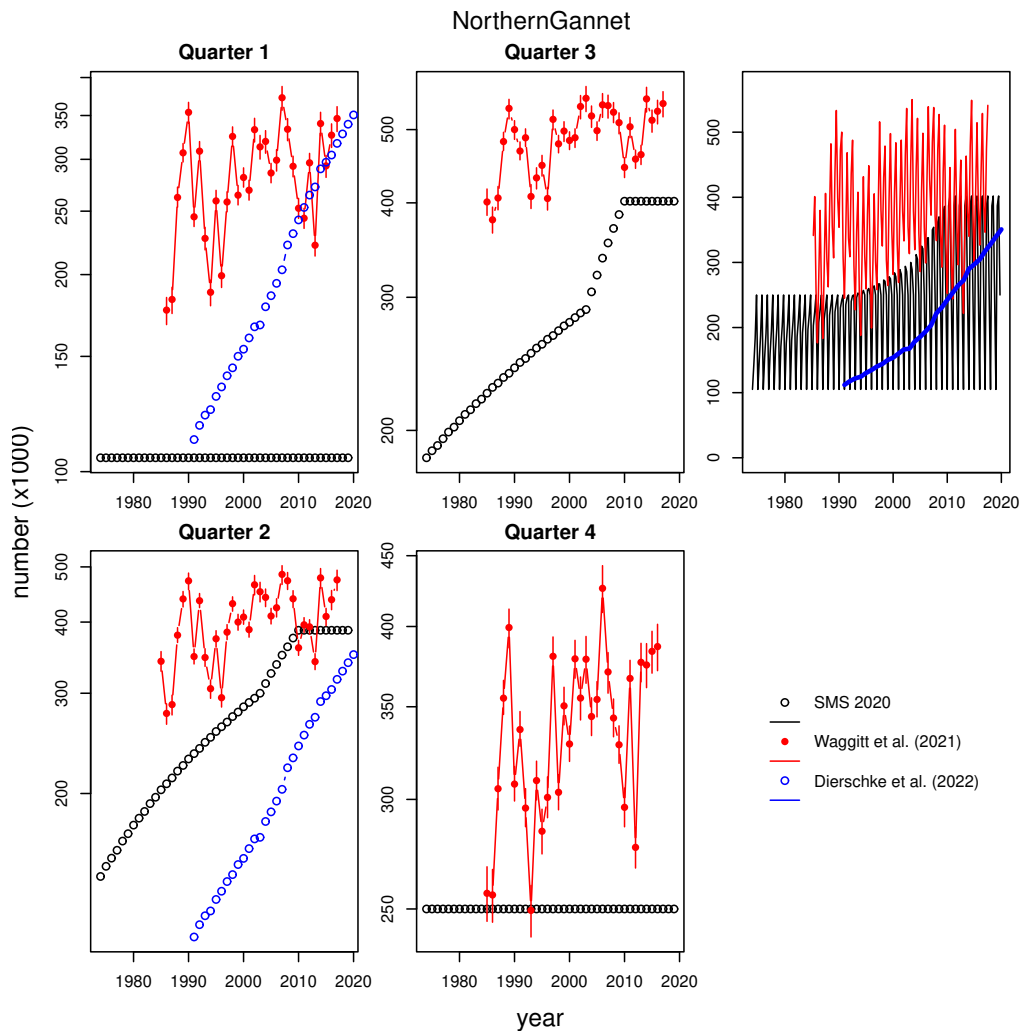 NorthernGannet
Quarter 1
Quarter 3
350
300
250
200
150
100
500
400
300
200
500
400
300
200
100
0
1980 1990 2000 2010 2020
1980 1990 2000 2010 2020
1980 1990 2000 2010 2020
number (x1000)
Quarter 2
Quarter 4
500
400
300
200
450
400
350
300
250
1980 1990 2000 2010 2020
1980 1990 2000 2010 2020
SMS 2020
Waggitt et al. (2021)
Dierschke et al. (2022)
year